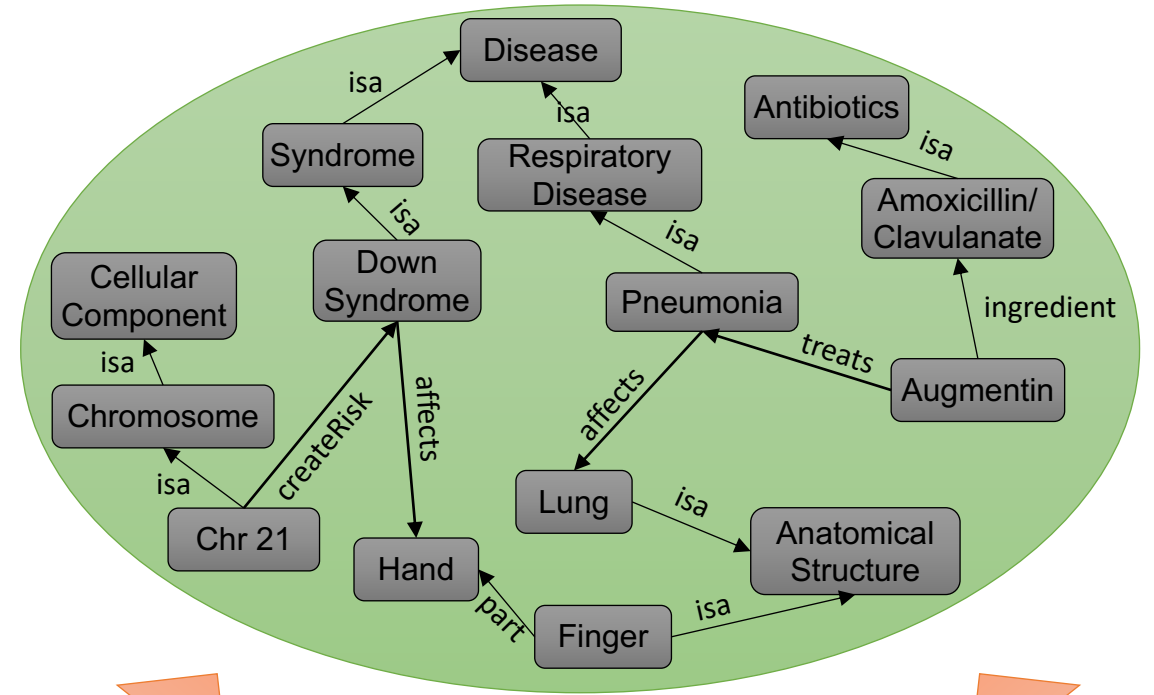 Disease
isa
isa
Antibiotics
Syndrome
Respiratory
Disease
isa
Amoxicillin/
Clavulanate
isa
isa
Down
Syndrome
Cellular
Component
Pneumonia
ingredient
isa
treats
Chromosome
affects
affects
Augmentin
createRisk
isa
Lung
isa
Chr 21
Anatomical
Structure
Hand
part
isa
Finger